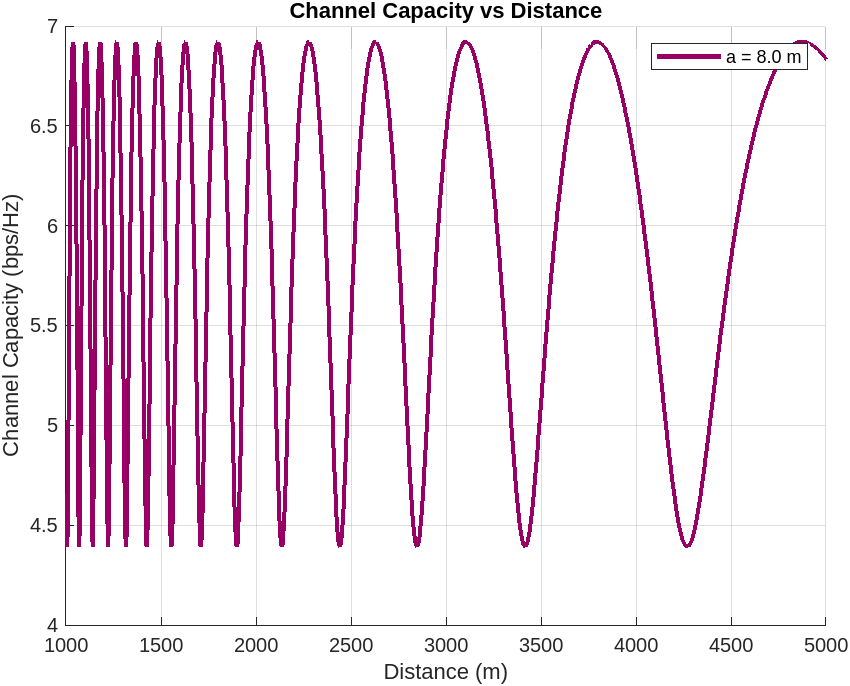 Channel Capacity vs Distance
a = 8.0 m
Channel Capacity (bps/Hz)
7
6.5
6
5.5
5
4.5
4
1000 1500 2000 2500 3000 3500 4000 4500 5000
Distance (m)